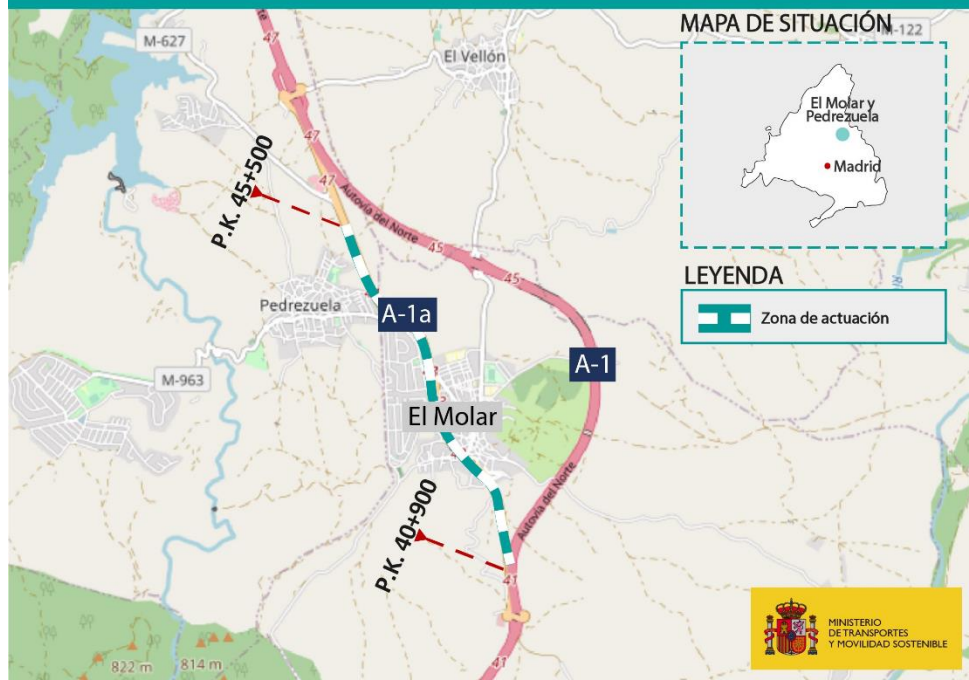 MAPA DE SITUACIÓN
M-122
El Molar y
Pedrezuela
Madrid
LEYENDA
Zona de actuación
M-627
47
El Vellón
47
47
P.K. 45+500
Autovía del Norte
45
45
Pedrezuela
A-1a
A-1
M-963
El Molar
Autovía del Norte
P.K. 40+900
41
41
822 m
814 m
MINISTERIO
DE TRANSPORTES
Y MOVILIDAD SOSTENIBLE